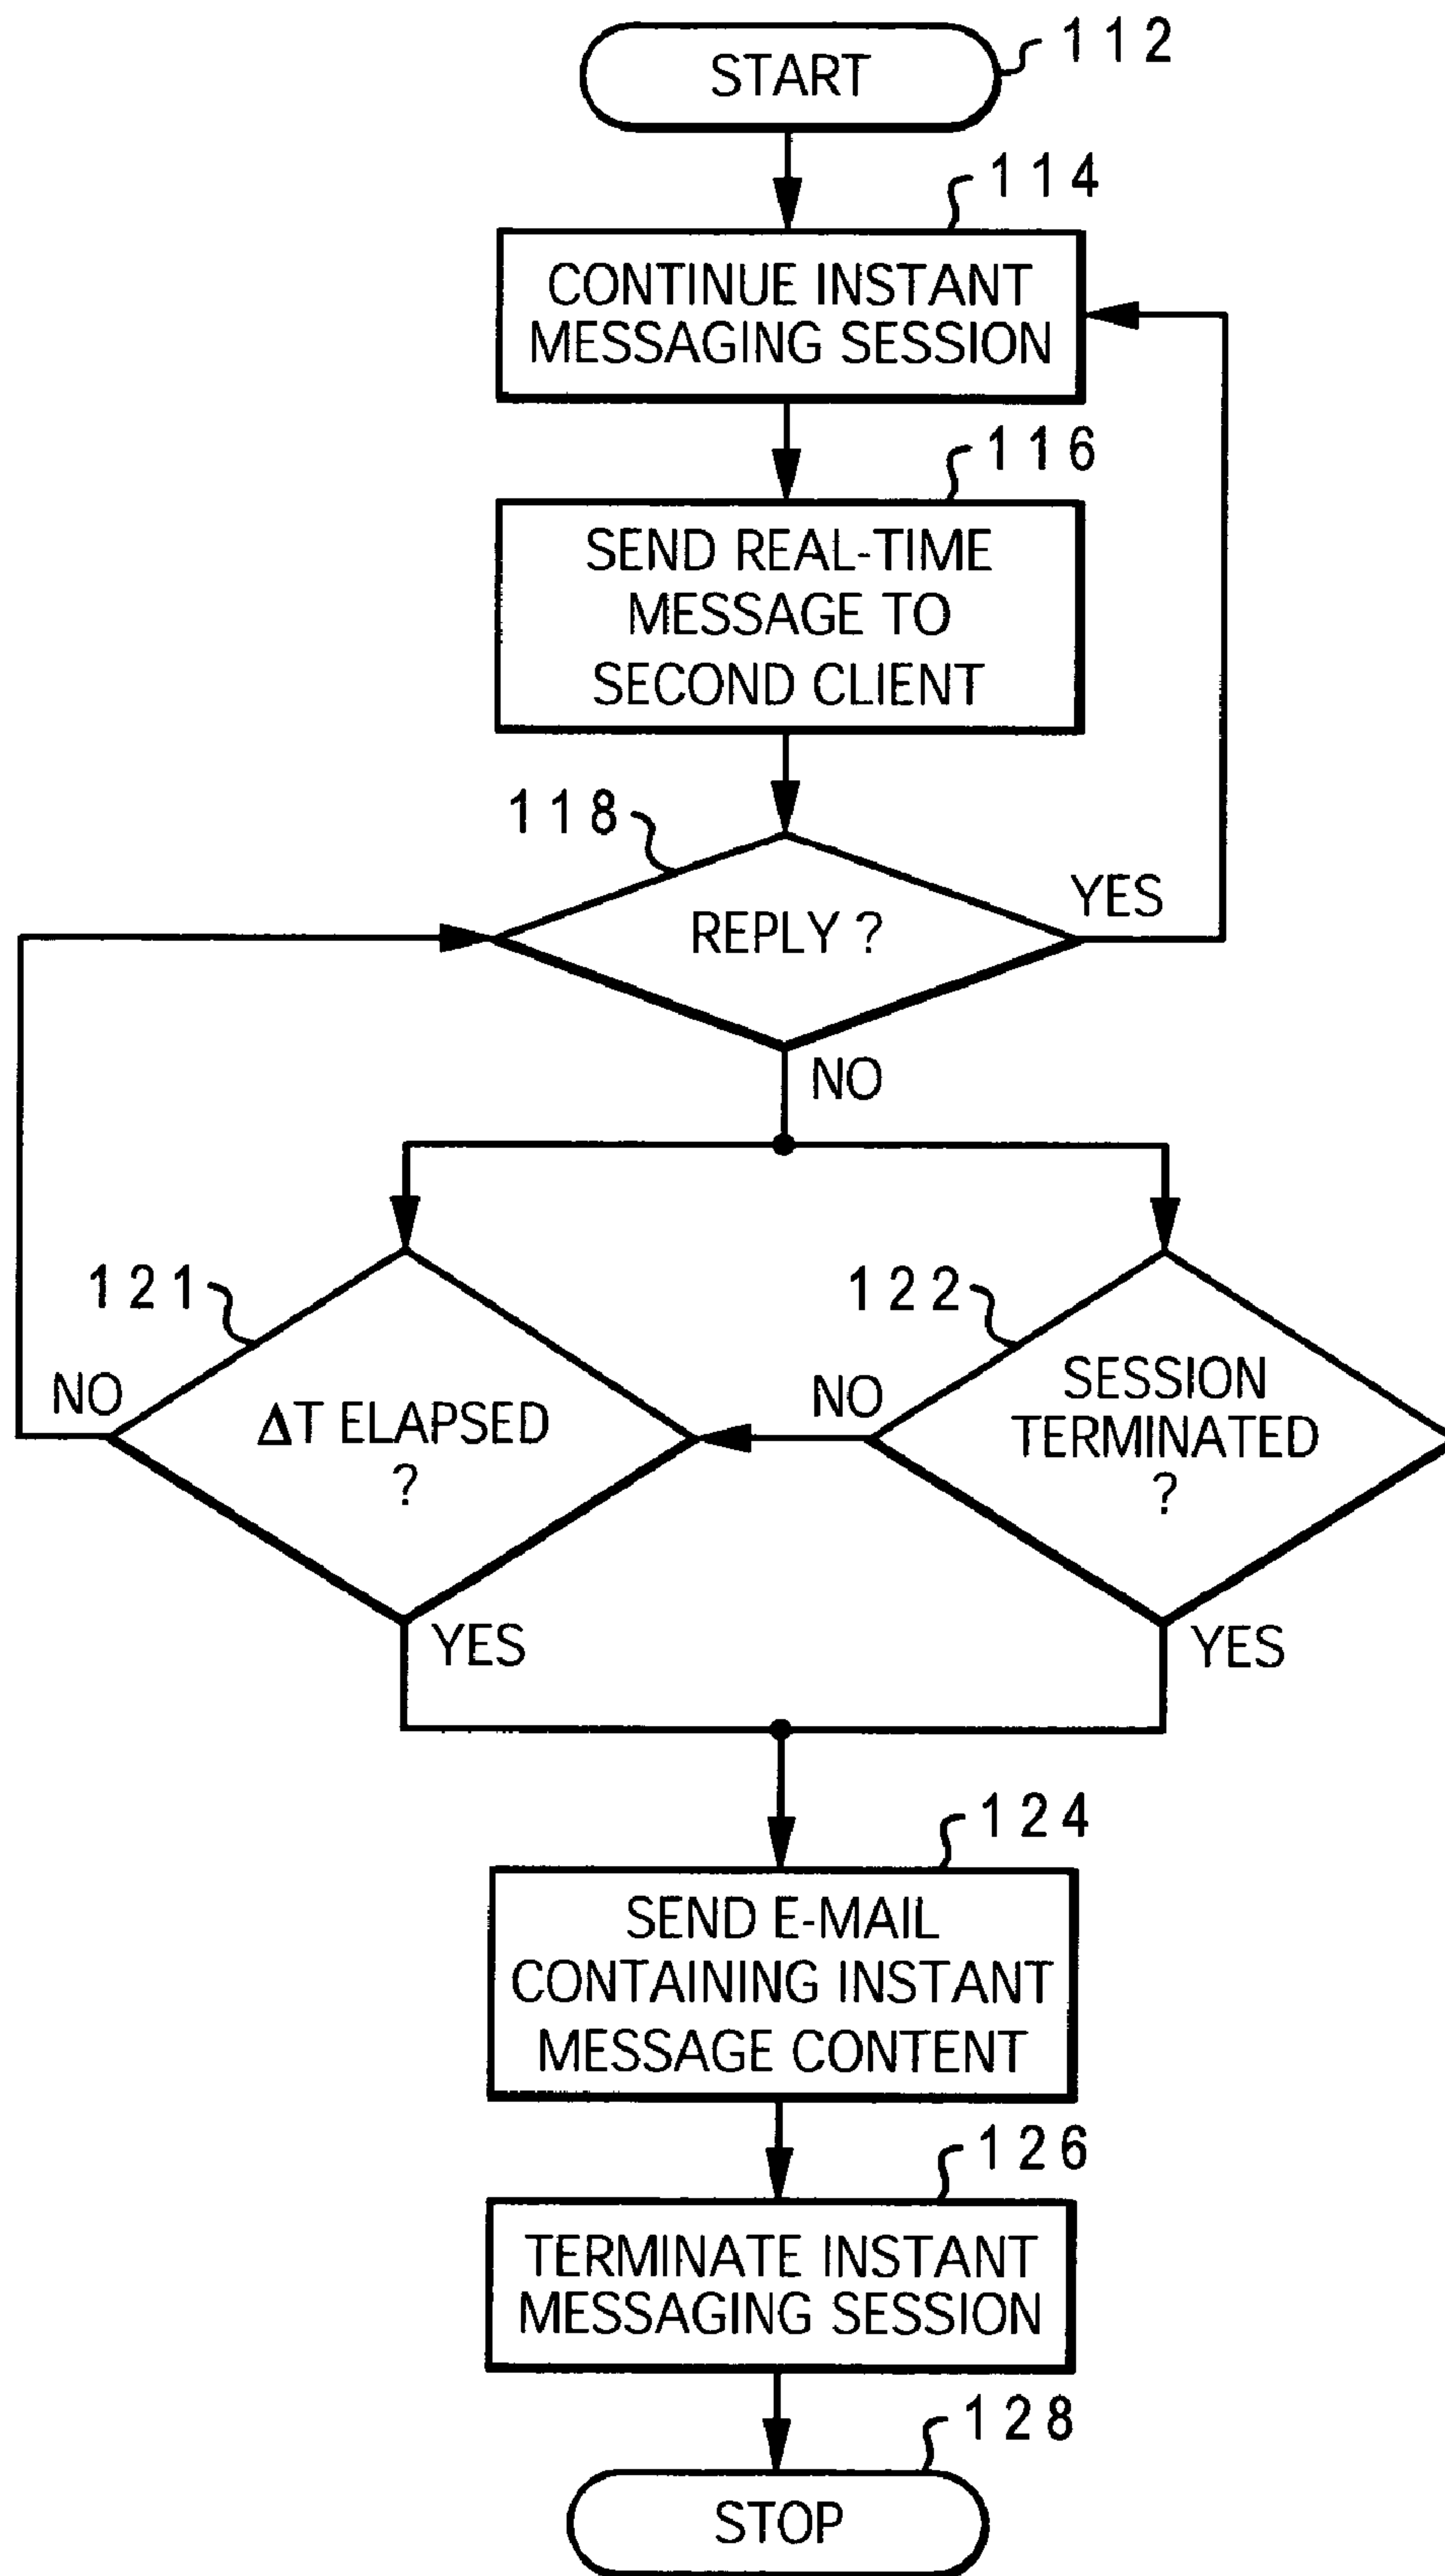 START
112
114
CONTINUE INSTANT
MESSAGING SESSION
116
SEND REAL-TIME
MESSAGE TO
SECOND CLIENT
118
REPLY ?
YES
NO
121
NO
ΔT ELAPSED
?
YES
122
NO
SESSION
TERMINATED
?
YES
124
SEND E-MAIL
CONTAINING INSTANT
MESSAGE CONTENT
126
TERMINATE INSTANT
MESSAGING SESSION
128
STOP